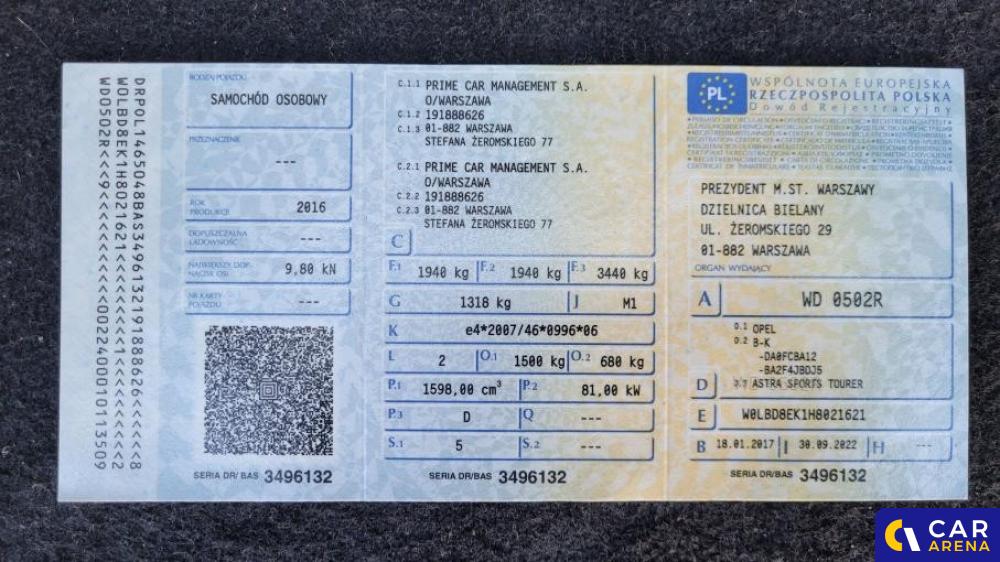 DRPOL1465048BAS3496132191888626<<<<<8
W0LBD8EK1H8021621<<<<<<<1<<<<<<<<<<<2
WD0502R<<9<<<<<<<<<<0022400010113509
RODZAJ POJAZDU
SAMOCHÓD OSOBOWY
PRZEZNACZENIE
---
ROK
PRODUKCJI
2016
DOPUSZCZALNA
ŁADOWNOŚĆ
---
NAJWIĘKSZY DOP.
NACISK OSI
9,80 kN
NR KARTY
POJAZDU
---
SERIA DR/BAS 3496132
C.1.1 PRIME CAR MANAGEMENT S.A.
O/WARSZAWA
C.1.2 191888626
C.1.3 01-882 WARSZAWA
STEFANA ŻEROMSKIEGO 77
C.2.1 PRIME CAR MANAGEMENT S.A.
O/WARSZAWA
C.2.2 191888626
C.2.3 01-882 WARSZAWA
STEFANA ŻEROMSKIEGO 77
C
F.1 1940 kg F.2 1940 kg F.3 3440 kg
G 1318 kg J M1
K e4*2007/46*0996*06
L 2 O.1 1500 kg O.2 680 kg
P.1 1598,00 cm³ P.2 81,00 kW
P.3 D Q ---
S.1 5 S.2 ---
SERIA DR/BAS 3496132
PL
WSPÓLNOTA EUROPEJSKA
RZECZPOSPOLITA POLSKA
Dowód Rejestracyjny
PREZYDENT M.ST. WARSZAWY
DZIELNICA BIELANY
UL. ŻEROMSKIEGO 29
01-882 WARSZAWA
ORGAN WYDAJĄCY
A WD 0502R
D.1 OPEL
D.2 B-K
-DA0FCBA12
-BA2F4JBDJ5
D D.3 ASTRA SPORTS TOURER
E W0LBD8EK1H8021621
B 18.01.2017 I 30.09.2022 H ---
SERIA DR/BAS 3496132
CAR
ARENA